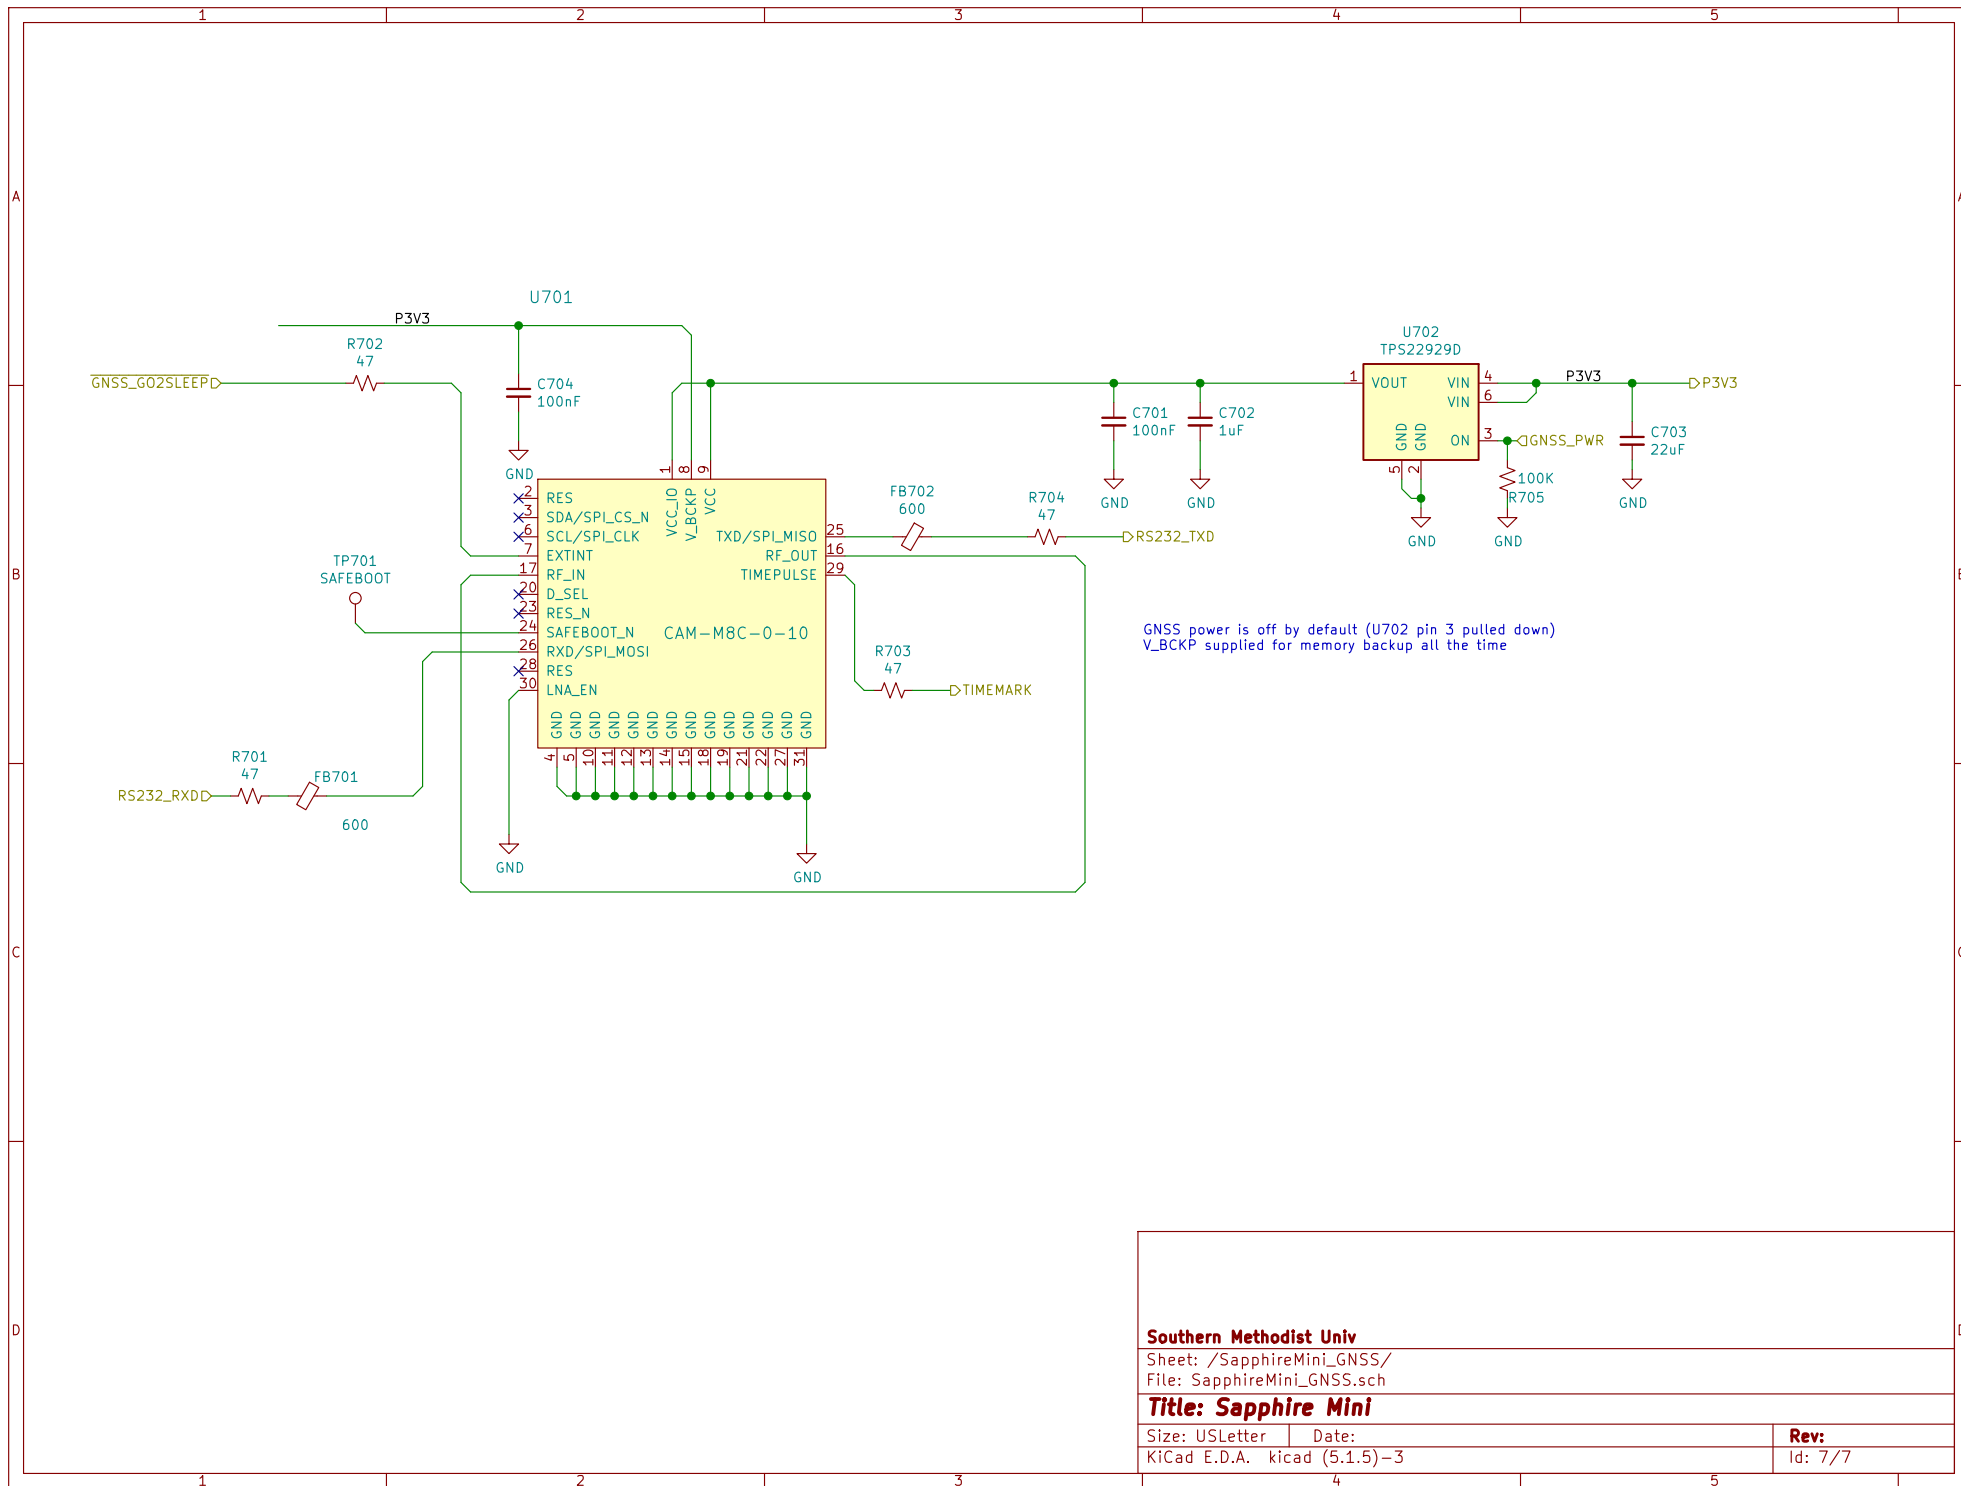 1 2 3 4 5
A
U701
P3V3
R702
47
GNSS_GO2SLEEP
C704
100nF
GND
U702
TPS22929D
1 VOUT
VIN 4
VIN 6
ON 3
GND GND
5 2
GND
P3V3
P3V3
GNSS_PWR
C703
22uF
GND
100K
R705
GND
C701
100nF
GND
C702
1uF
GND
1 8 9
VCC_IO V_BCKP VCC
2 RES
3 SDA/SPI_CS_N
6 SCL/SPI_CLK
7 EXTINT
17 RF_IN
20 D_SEL
23 RES_N
24 SAFEBOOT_N
26 RXD/SPI_MOSI
28 RES
30 LNA_EN
TXD/SPI_MISO 25
RF_OUT 16
TIMEPULSE 29
CAM-M8C-0-10
GND GND GND GND GND GND GND GND GND GND GND GND GND GND
4 5 10 11 12 13 14 15 18 19 21 22 27 31
GND
GND
FB702
600
R704
47
RS232_TXD
B
TP701
SAFEBOOT
R703
47
TIMEMARK
GNSS power is off by default (U702 pin 3 pulled down)
V_BCKP supplied for memory backup all the time
R701
47
FB701
600
RS232_RXD
C
D
Southern Methodist Univ
Sheet: /SapphireMini_GNSS/
File: SapphireMini_GNSS.sch
Title: Sapphire Mini
Size: USLetter Date:
Rev:
KiCad E.D.A. kicad (5.1.5)-3
Id: 7/7
1 2 3 4 5